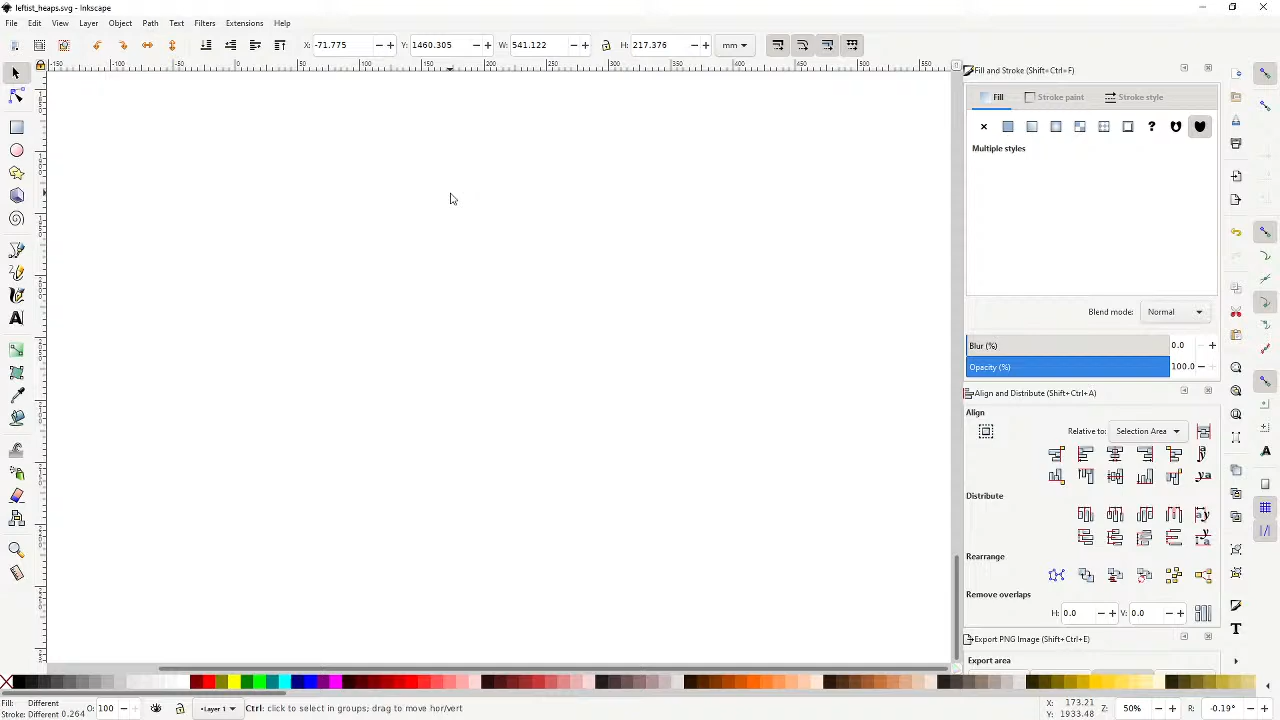 leftist_heaps.svg - Inkscape
File Edit View Layer Object Path Text Filters Extensions Help
X: -71.775 Y: 1460.305 W: 541.122 H: 217.376 mm
Fill and Stroke (Shift+Ctrl+F)
Fill Stroke paint Stroke style
Multiple styles
Blend mode: Normal
Blur (%) 0.0
Opacity (%) 100.0
Align and Distribute (Shift+Ctrl+A)
Align
Relative to: Selection Area
Distribute
Rearrange
Remove overlaps
H: 0.0 V: 0.0
Export PNG Image (Shift+Ctrl+E)
Export area
Fill: Different
Stroke: Different 0.264
O: 100
Layer 1
Ctrl: click to select in groups; drag to move hor/vert
X: 173.21
Y: 1933.48
Z: 50%
R: -0.19°